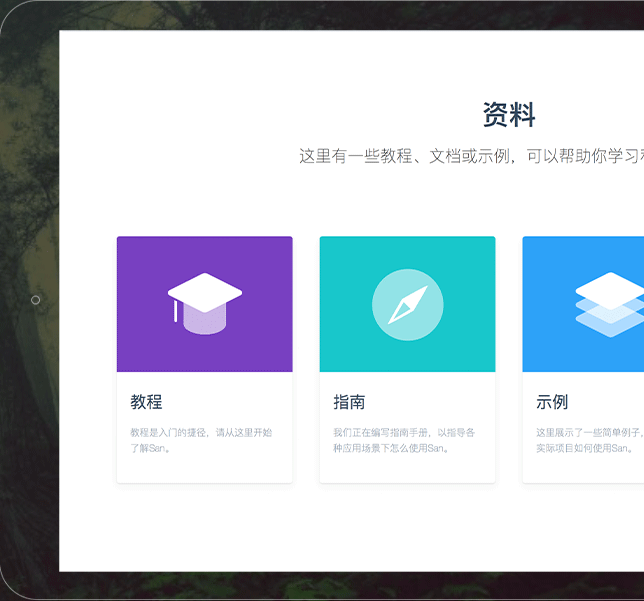 资料
这里有一些教程、文档或示例，可以帮助你学习
教程
教程是入门的捷径，请从这里开始
了解San。
指南
我们正在编写指南手册，以指导各
种应用场景下怎么使用San。
示例
这里展示了一些简单例子，
实际项目如何使用San。